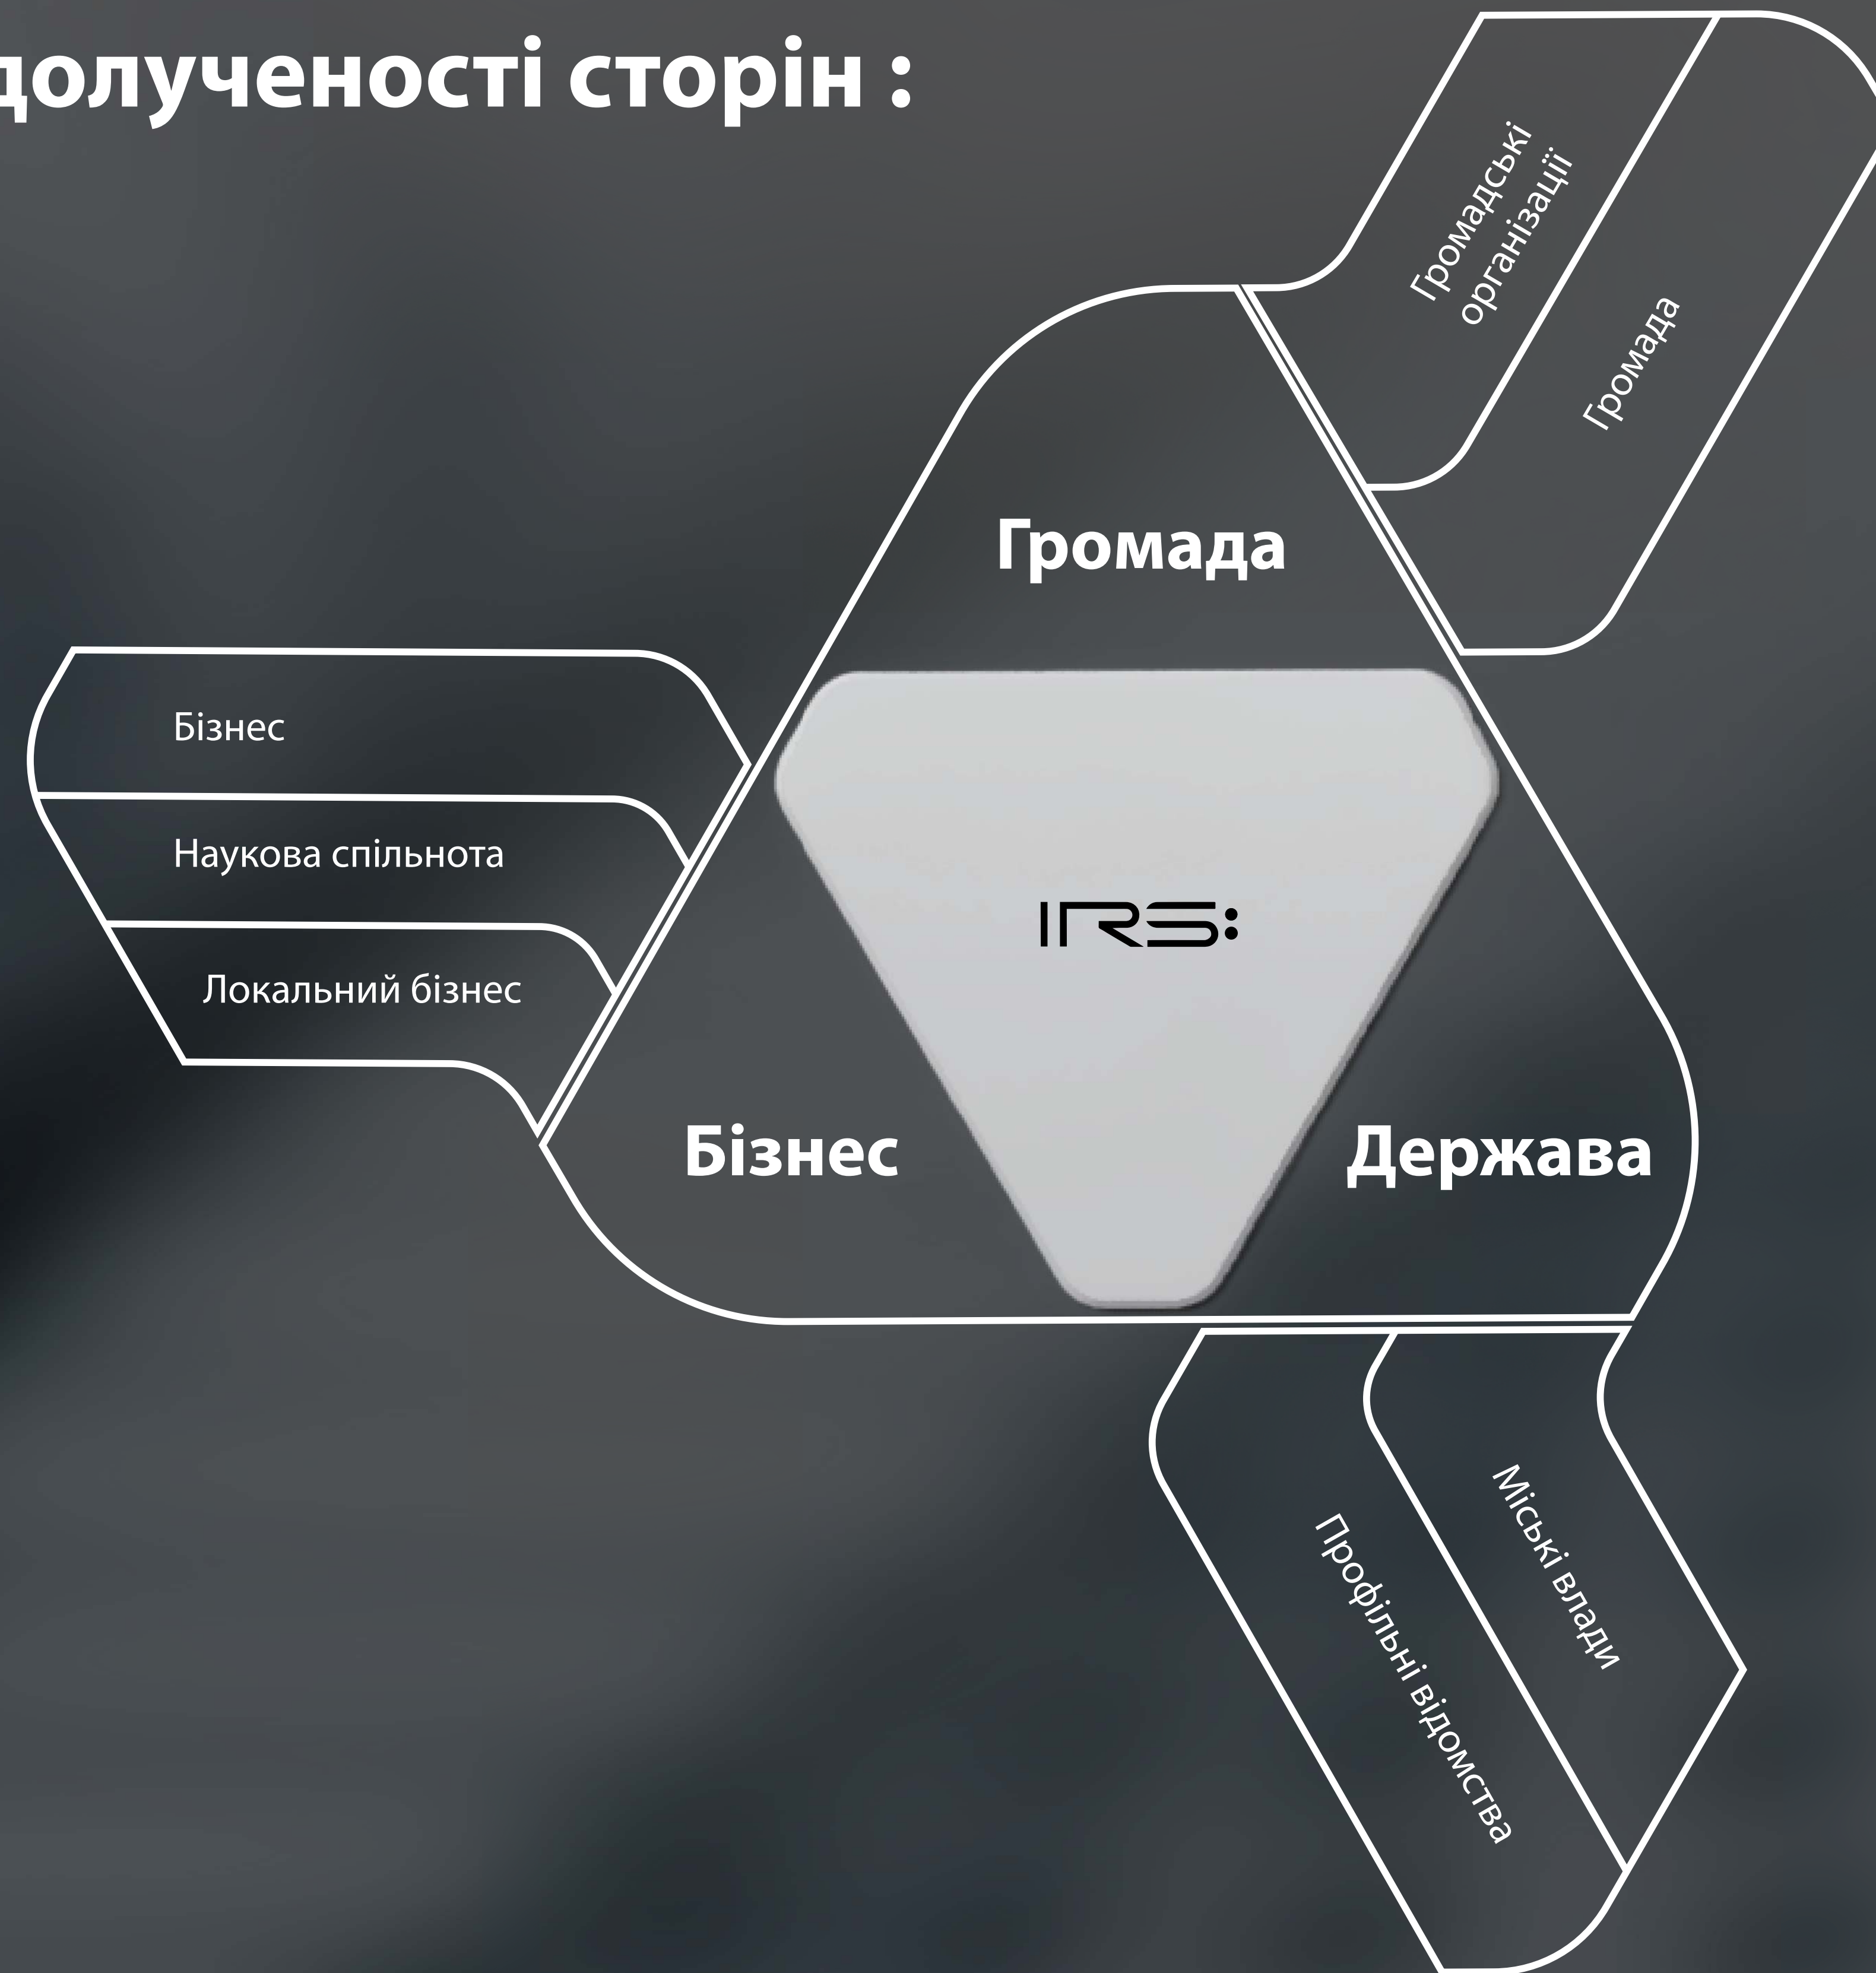 долученості сторін :
Громадські
організації
Громада
Громада
Бізнес
Наукова спільнота
Локальний бізнес
IRS:
Бізнес
Держава
Міські влади
Профільні відомства